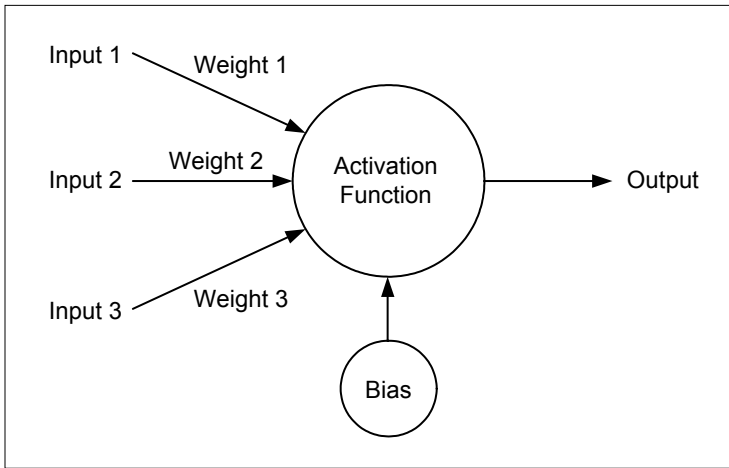 Input 1
Weight 1
Input 2
Weight 2
Activation
Function
Output
Input 3
Weight 3
Bias